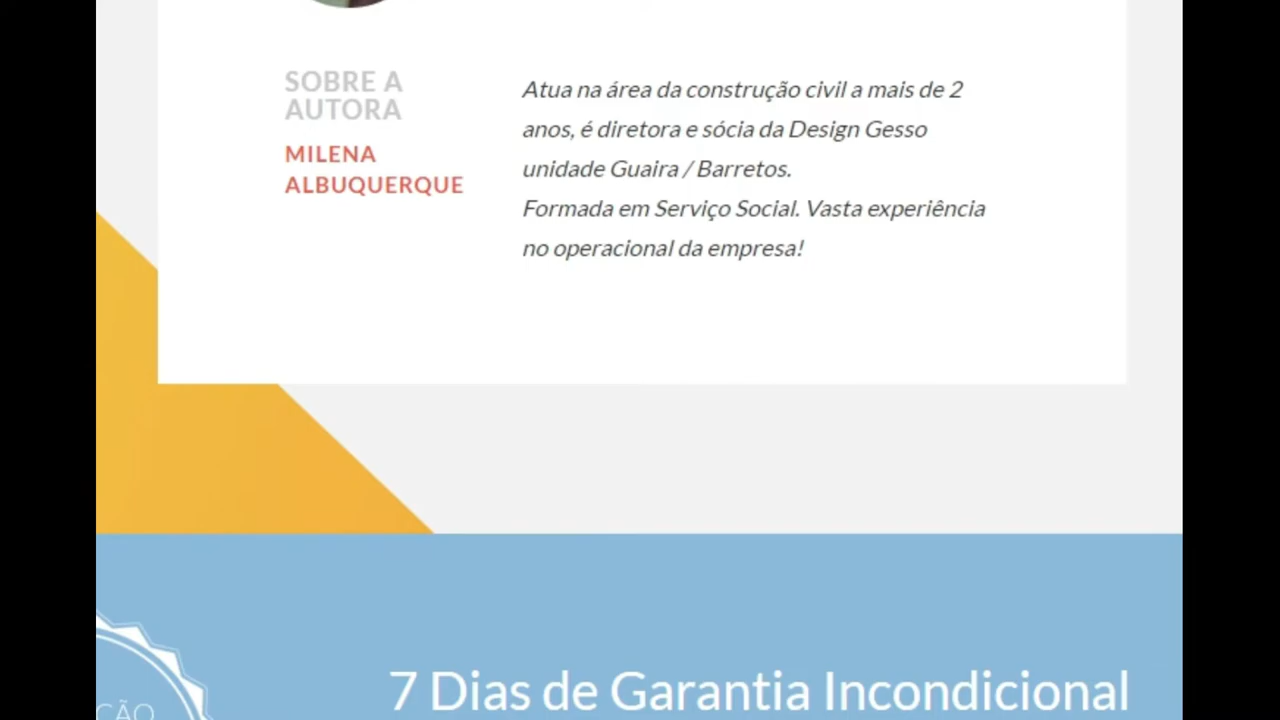 SOBRE A
AUTORA
MILENA
ALBUQUERQUE
Atua na área da construção civil a mais de 2
anos, é diretora e sócia da Design Gesso
unidade Guaira / Barretos.
Formada em Serviço Social. Vasta experiência
no operacional da empresa!
7 Dias de Garantia Incondicional